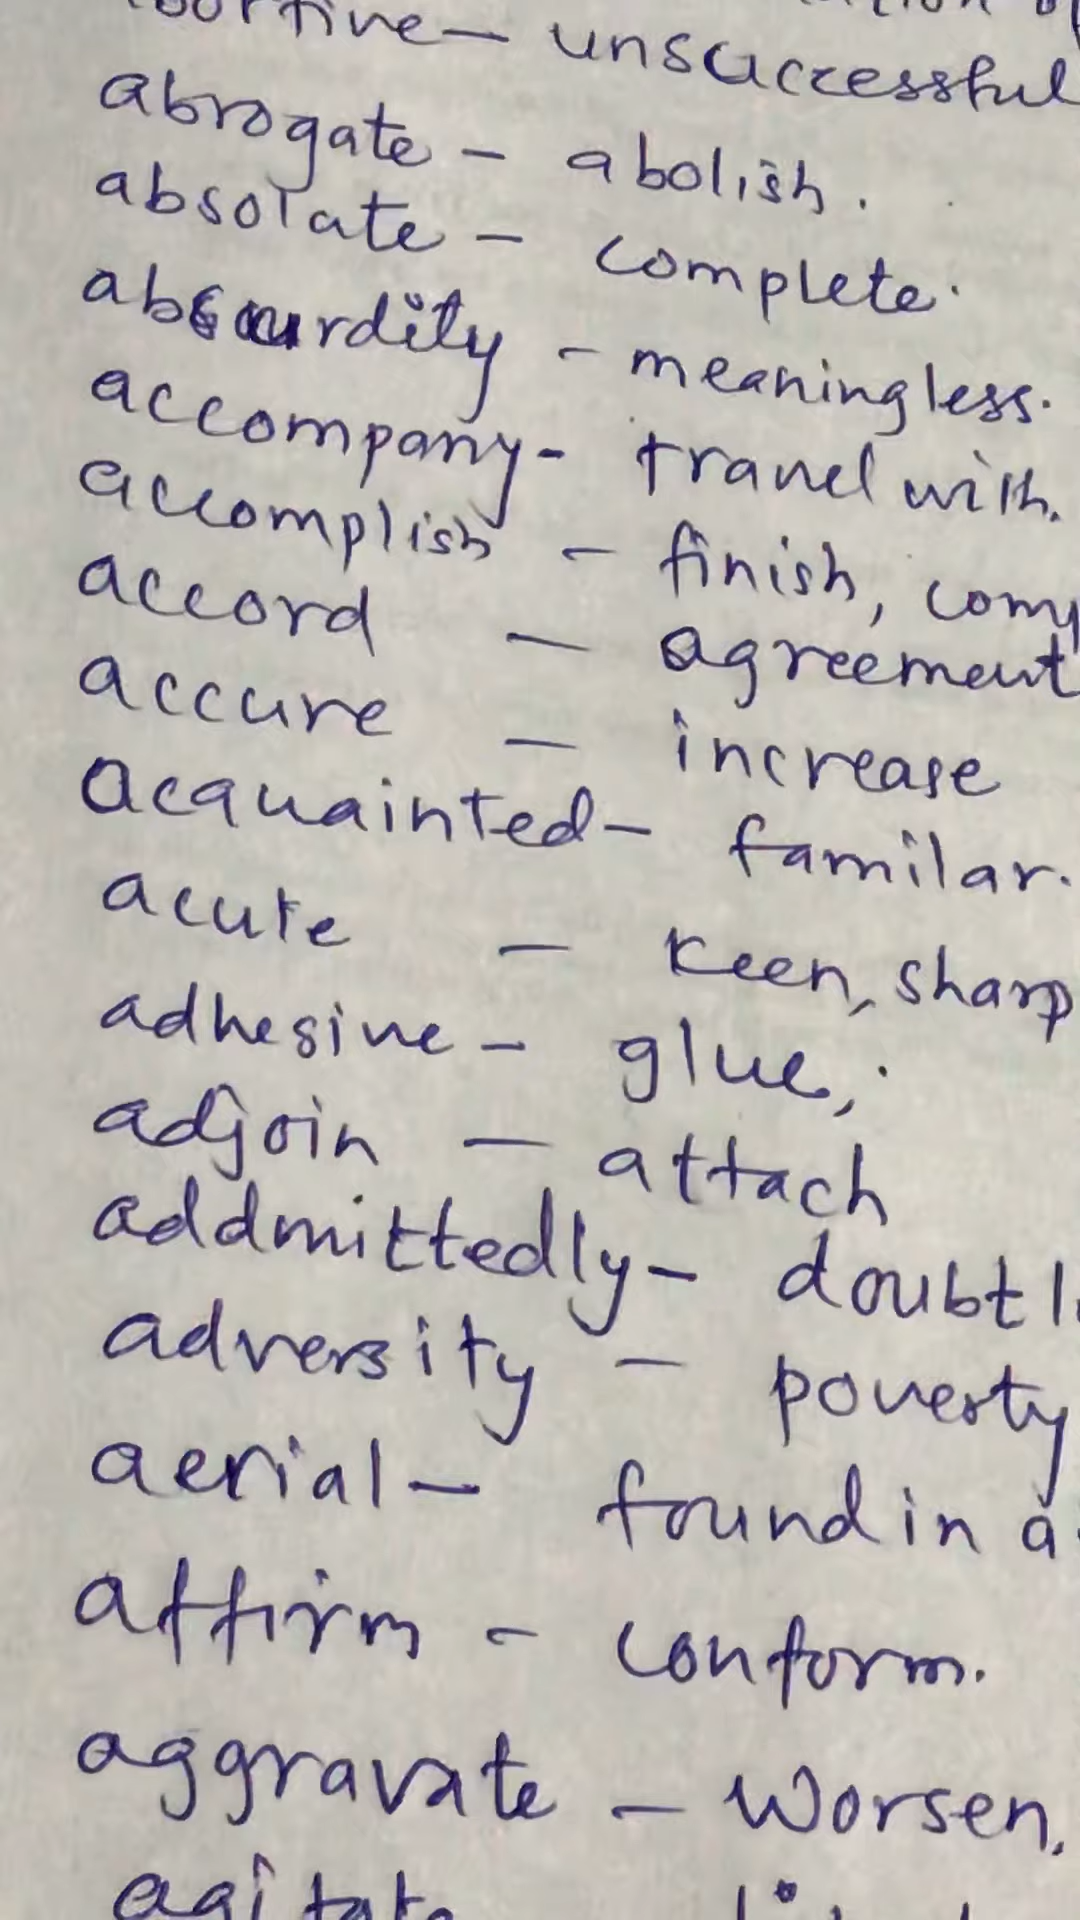 unsuccessful
abrogate - abolish.
absolate - complete.
absurdity - meaningless.
accompany - travel with.
accomplish - finish,
accord - agreement
accure - increase
acquainted - familar.
acute - keen, sharp
adhesive - glue,
adjoin - attach
addmittedly -
adversity - poverty
aerial - found in
affirm - conform.
aggravate - worsen.
agitate